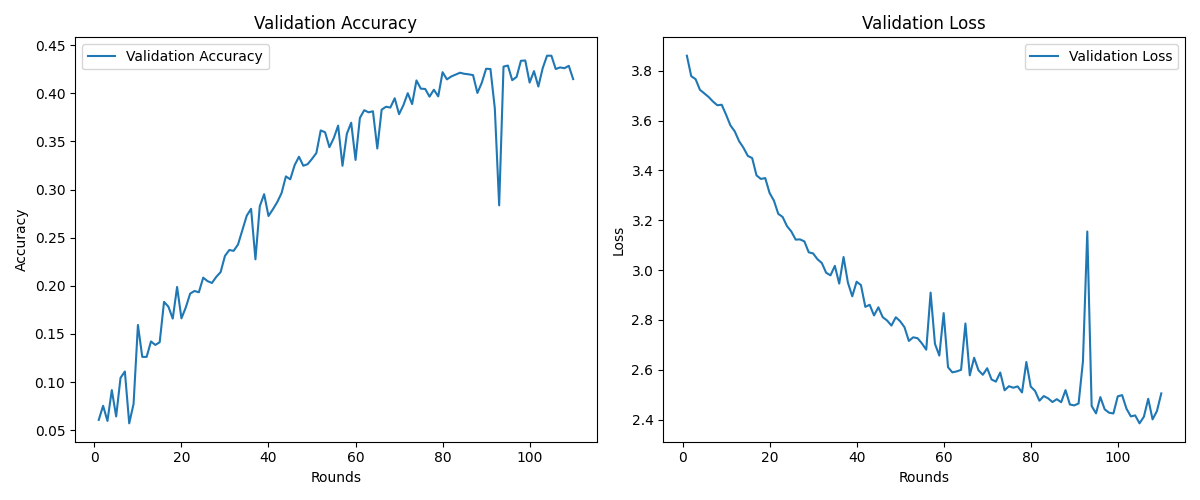 Validation Accuracy
Validation Accuracy
0.45
0.40
0.35
0.30
0.25
0.20
0.15
0.10
0.05
Accuracy
0 20 40 60 80 100
Rounds
Validation Loss
Validation Loss
3.8
3.6
3.4
3.2
3.0
2.8
2.6
2.4
Loss
0 20 40 60 80 100
Rounds